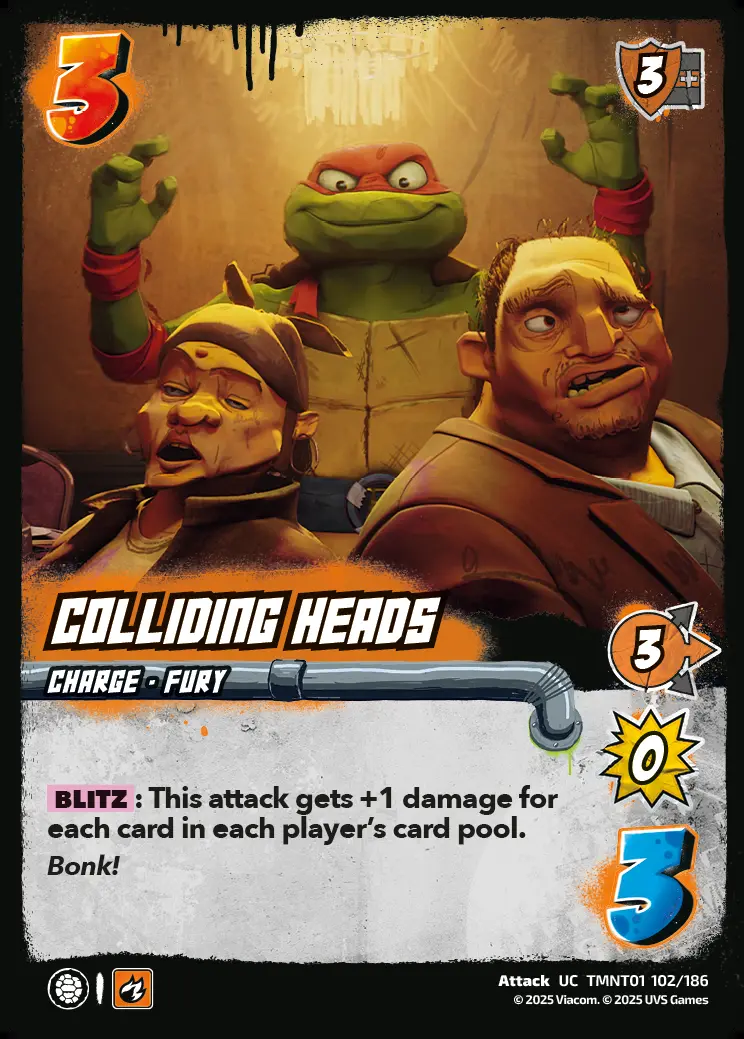 3
3
COLLIDING HEADS
3
CHARGE · FURY
0
BLITZ : This attack gets +1 damage for
each card in each player’s card pool.
Bonk!
3
Attack UC TMNT01 102/186
© 2025 Viacom. © 2025 UVS Games